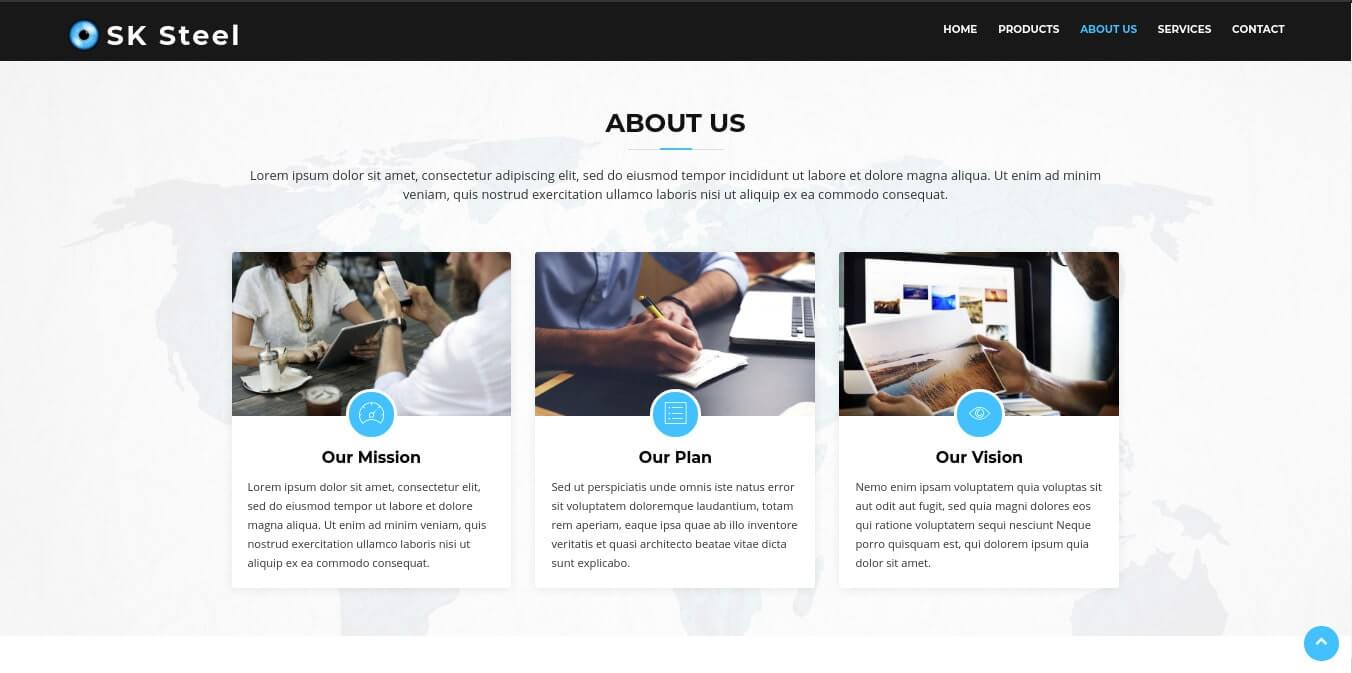 SK Steel
HOME PRODUCTS ABOUT US SERVICES CONTACT
ABOUT US
Lorem ipsum dolor sit amet, consectetur adipiscing elit, sed do eiusmod tempor incididunt ut labore et dolore magna aliqua. Ut enim ad minim
veniam, quis nostrud exercitation ullamco laboris nisi ut aliquip ex ea commodo consequat.
Our Mission
Lorem ipsum dolor sit amet, consectetur elit,
sed do eiusmod tempor ut labore et dolore
magna aliqua. Ut enim ad minim veniam, quis
nostrud exercitation ullamco laboris nisi ut
aliquip ex ea commodo consequat.
Our Plan
Sed ut perspiciatis unde omnis iste natus error
sit voluptatem doloremque laudantium, totam
rem aperiam, eaque ipsa quae ab illo inventore
veritatis et quasi architecto beatae vitae dicta
sunt explicabo.
Our Vision
Nemo enim ipsam voluptatem quia voluptas sit
aut odit aut fugit, sed quia magni dolores eos
qui ratione voluptatem sequi nesciunt Neque
porro quisquam est, qui dolorem ipsum quia
dolor sit amet.